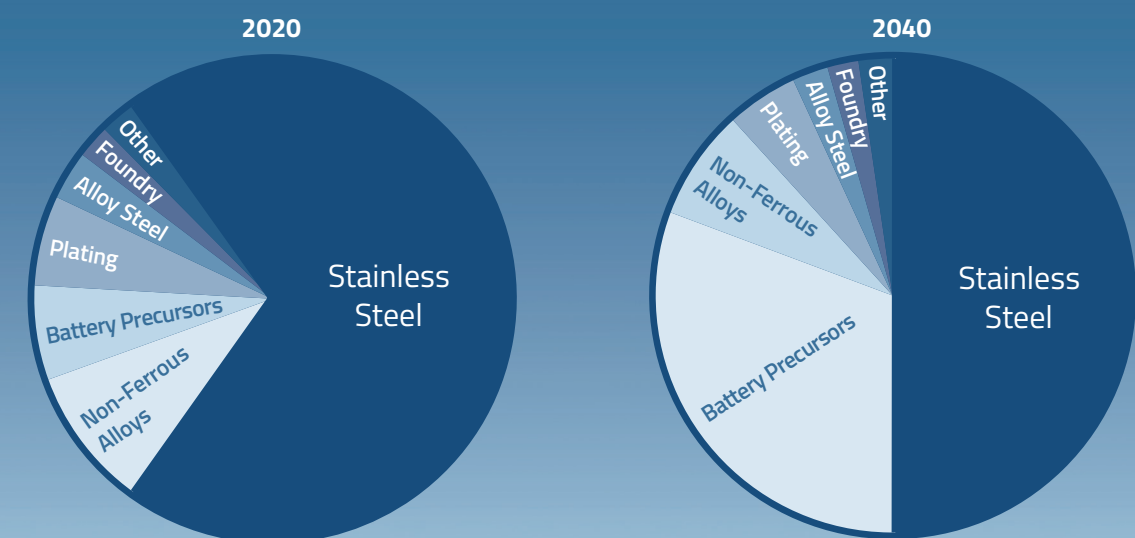 2020
Other
Foundry
Alloy Steel
Plating
Battery Precursors
Non-Ferrous
Alloys
Stainless
Steel
2040
Other
Foundry
Alloy Steel
Plating
Non-Ferrous
Alloys
Battery Precursors
Stainless
Steel